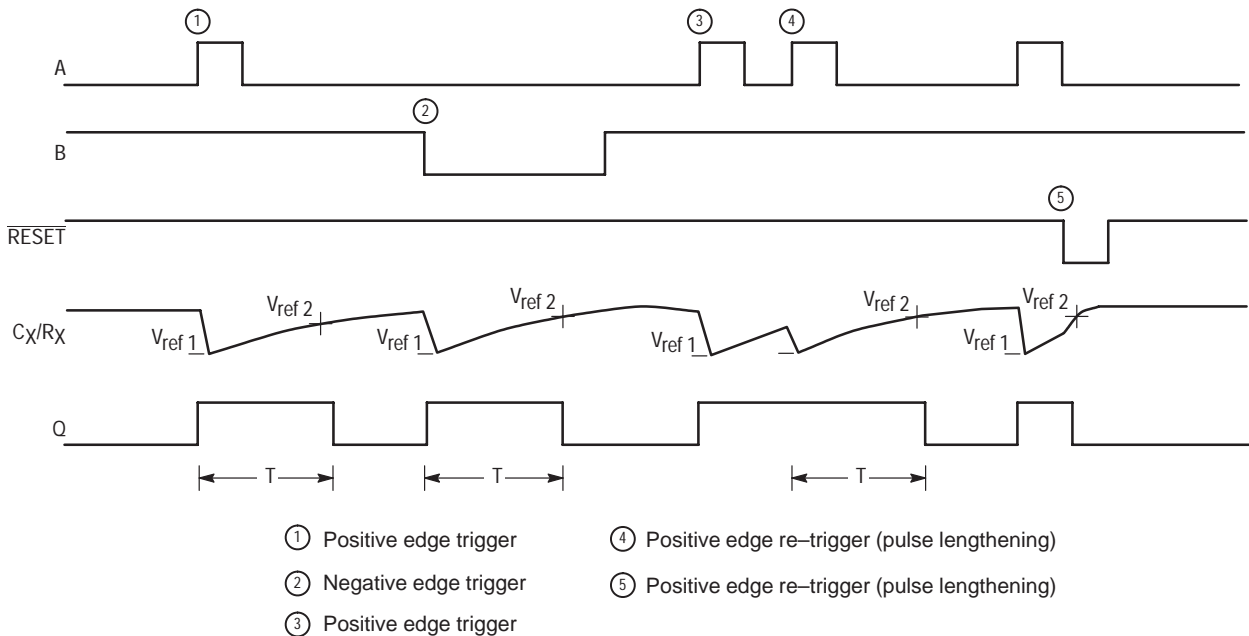 1 3 4
A
2
B
5
RESET
Vref 2 Vref 2 Vref 2 Vref 2
CX/RX
Vref 1 Vref 1 Vref 1 Vref 1
Q
T T T
1 Positive edge trigger
2 Negative edge trigger
3 Positive edge trigger
4 Positive edge re–trigger (pulse lengthening)
5 Positive edge re–trigger (pulse lengthening)